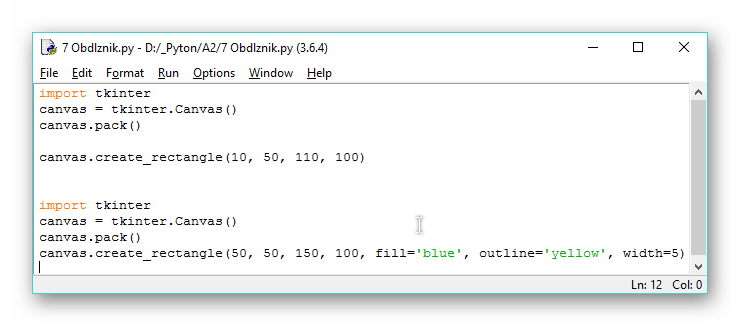 7 Obdlznik.py - D:/_Pyton/A2/7 Obdlznik.py (3.6.4)
File Edit Format Run Options Window Help
import tkinter
canvas = tkinter.Canvas()
canvas.pack()
canvas.create_rectangle(10, 50, 110, 100)
import tkinter
canvas = tkinter.Canvas()
canvas.pack()
canvas.create_rectangle(50, 50, 150, 100, fill='blue', outline='yellow', width=5)
Ln: 12 Col: 0